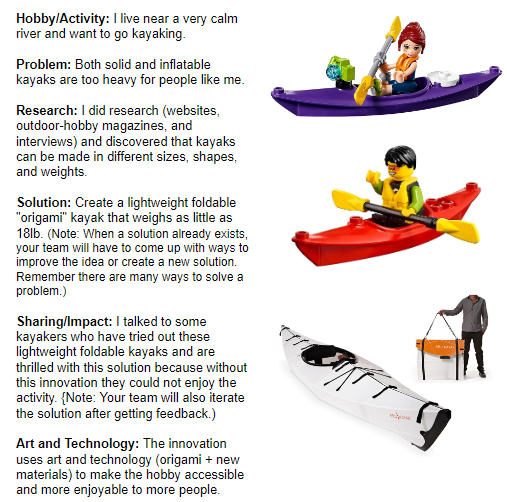 Hobby/Activity: I live near a very calm
river and want to go kayaking.
Problem: Both solid and inflatable
kayaks are too heavy for people like me.
Research: I did research (websites,
outdoor-hobby magazines, and
interviews) and discovered that kayaks
can be made in different sizes, shapes,
and weights.
Solution: Create a lightweight foldable
"origami" kayak that weighs as little as
18lb. (Note: When a solution already exists,
your team will have to come up with ways to
improve the idea or create a new solution.
Remember there are many ways to solve a
problem.)
Sharing/Impact: I talked to some
kayakers who have tried out these
lightweight foldable kayaks and are
thrilled with this solution because without
this innovation they could not enjoy the
activity. {Note: Your team will also iterate
the solution after getting feedback.)
Art and Technology: The innovation
uses art and technology (origami + new
materials) to make the hobby accessible
and more enjoyable to more people.